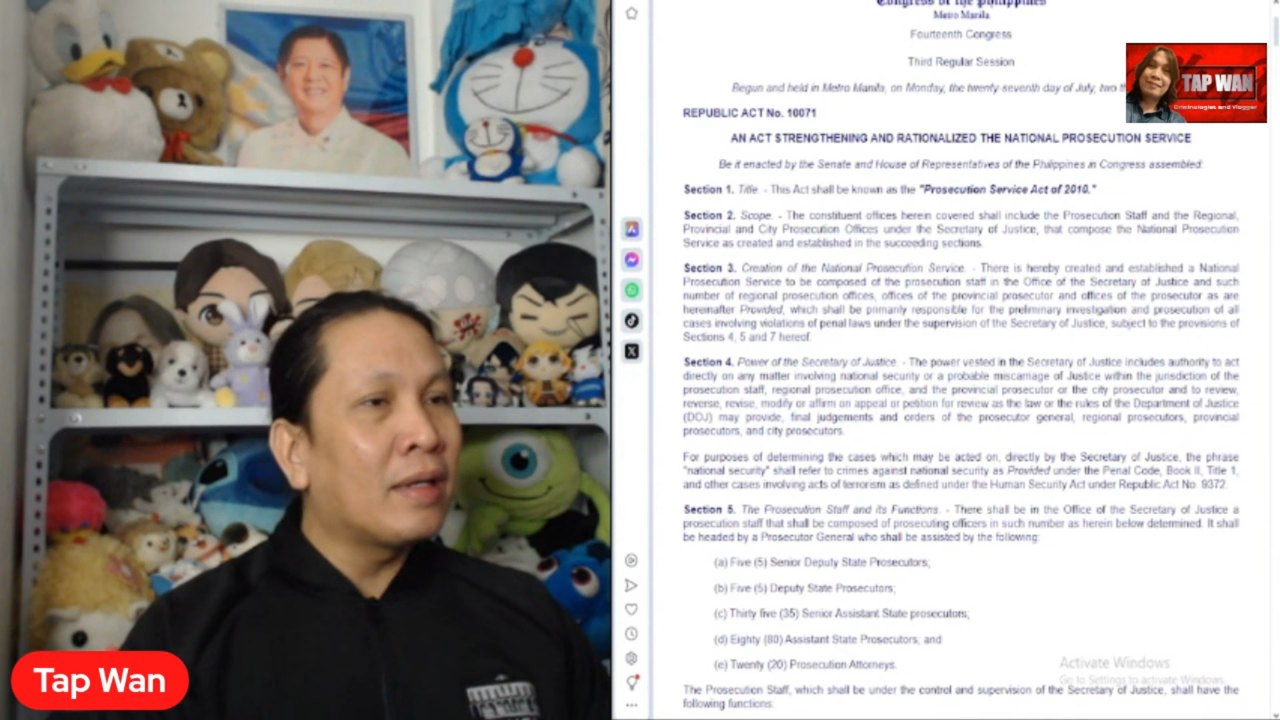 Congress of the Philippines
Metro Manila
Fourteenth Congress
Third Regular Session
Begun and held in Metro Manila, on Monday, the twenty-seventh day of July, two
REPUBLIC ACT No. 10071
AN ACT STRENGTHENING AND RATIONALIZED THE NATIONAL PROSECUTION SERVICE
Be it enacted by the Senate and House of Representatives of the Philippines in Congress assembled:
Section 1. Title. - This Act shall be known as the "Prosecution Service Act of 2010."
Section 2. Scope. - The constituent offices herein covered shall include the Prosecution Staff and the Regional,
Provincial and City Prosecution Offices under the Secretary of Justice, that compose the National Prosecution
Service as created and established in the succeeding sections.
Section 3. Creation of the National Prosecution Service. - There is hereby created and established a National
Prosecution Service to be composed of the prosecution staff in the Office of the Secretary of Justice and such
number of regional prosecution offices, offices of the provincial prosecutor and offices of the prosecutor as are
hereinafter Provided, which shall be primarily responsible for the preliminary investigation and prosecution of all
cases involving violations of penal laws under the supervision of the Secretary of Justice, subject to the provisions of
Sections 4, 5 and 7 hereof.
Section 4. Power of the Secretary of Justice. - The power vested in the Secretary of Justice includes authority to act
directly on any matter involving national security or a probable miscarriage of Justice within the jurisdiction of the
prosecution staff, regional prosecution office, and the provincial prosecutor or the city prosecutor and to review,
reverse, revise, modify or affirm on appeal or petition for review as the law or the rules of the Department of Justice
(DOJ) may provide, final judgements and orders of the prosecutor general, regional prosecutors, provincial
prosecutors, and city prosecutors.
For purposes of determining the cases which may be acted on, directly by the Secretary of Justice, the phrase
"national security" shall refer to crimes against national security as Provided under the Penal Code, Book II, Title 1,
and other cases involving acts of terrorism as defined under the Human Security Act under Republic Act No. 9372.
Section 5. The Prosecution Staff and its Functions. - There shall be in the Office of the Secretary of Justice a
prosecution staff that shall be composed of prosecuting officers in such number as herein below determined. It shall
be headed by a Prosecutor General who shall be assisted by the following:
(a) Five (5) Senior Deputy State Prosecutors;
(b) Five (5) Deputy State Prosecutors;
(c) Thirty five (35) Senior Assistant State prosecutors;
(d) Eighty (80) Assistant State Prosecutors; and
(e) Twenty (20) Prosecution Attorneys.
The Prosecution Staff, which shall be under the control and supervision of the Secretary of Justice, shall have the
following functions:
TAP WAN
Criminologist and Vlogger
Activate Windows
Go to Settings to activate Windows.
Tap Wan